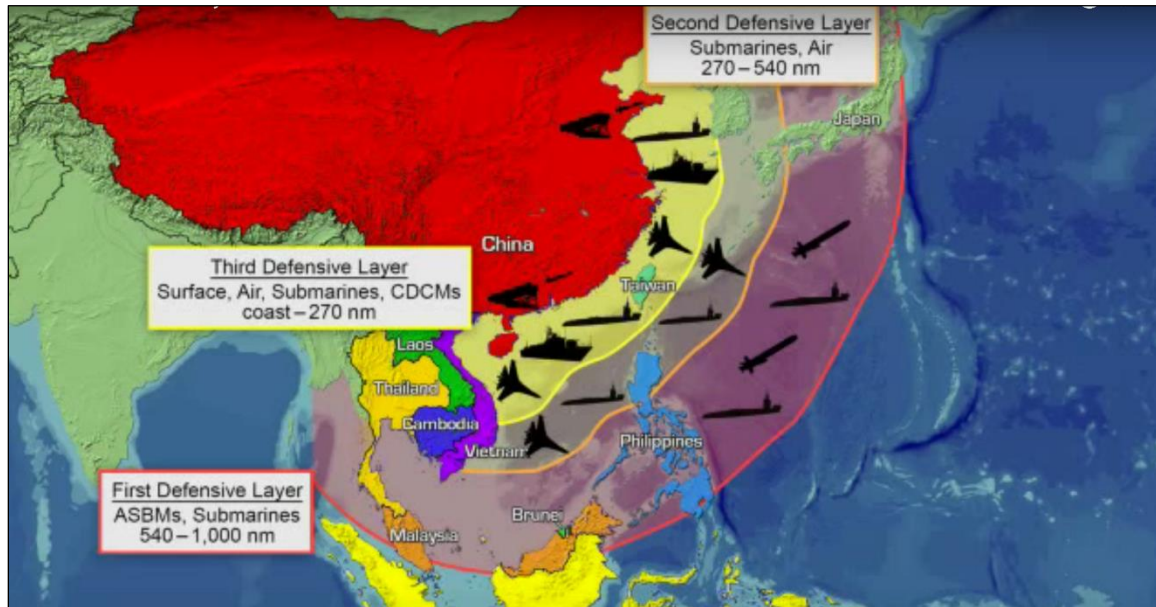 Second Defensive Layer
Submarines, Air
270 – 540 nm
Japan
China
Third Defensive Layer
Surface, Air, Submarines, CDCMs
coast – 270 nm
Taiwan
Laos
Thailand
Cambodia
Vietnam
Philippines
First Defensive Layer
ASBMs, Submarines
540 – 1,000 nm
Brunei
Malaysia